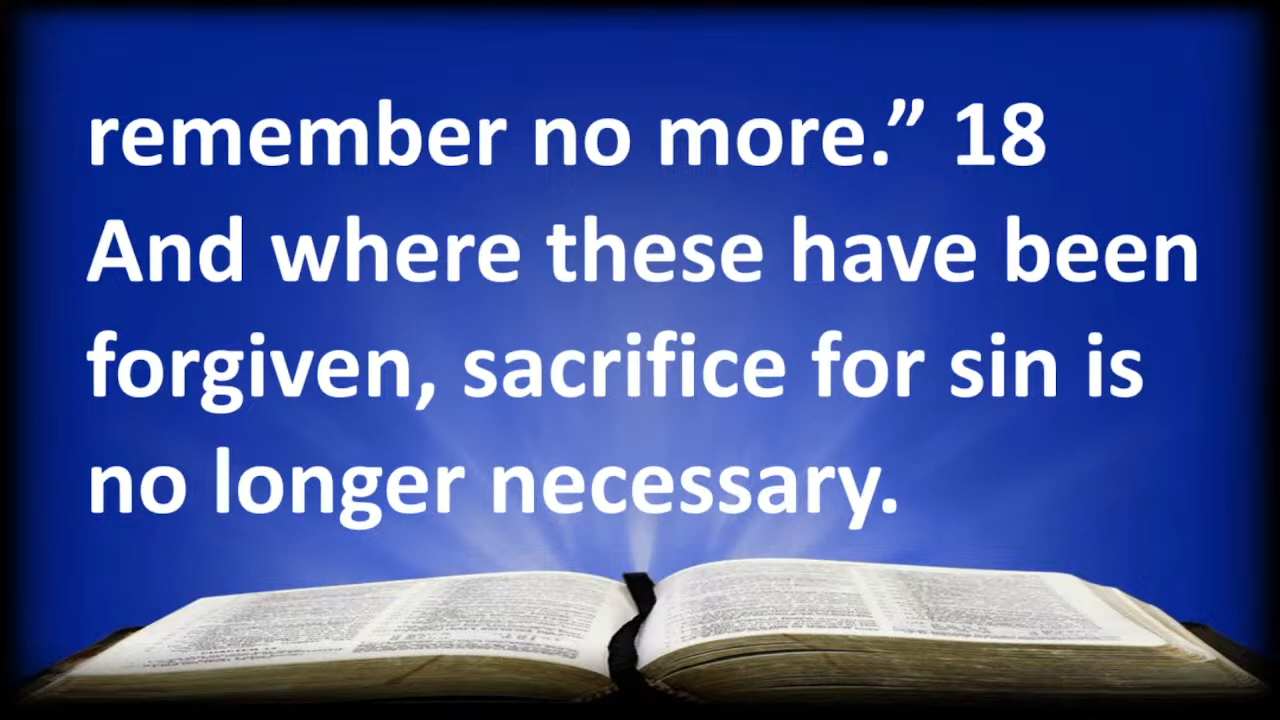 remember no more.” 18
And where these have been
forgiven, sacrifice for sin is
no longer necessary.